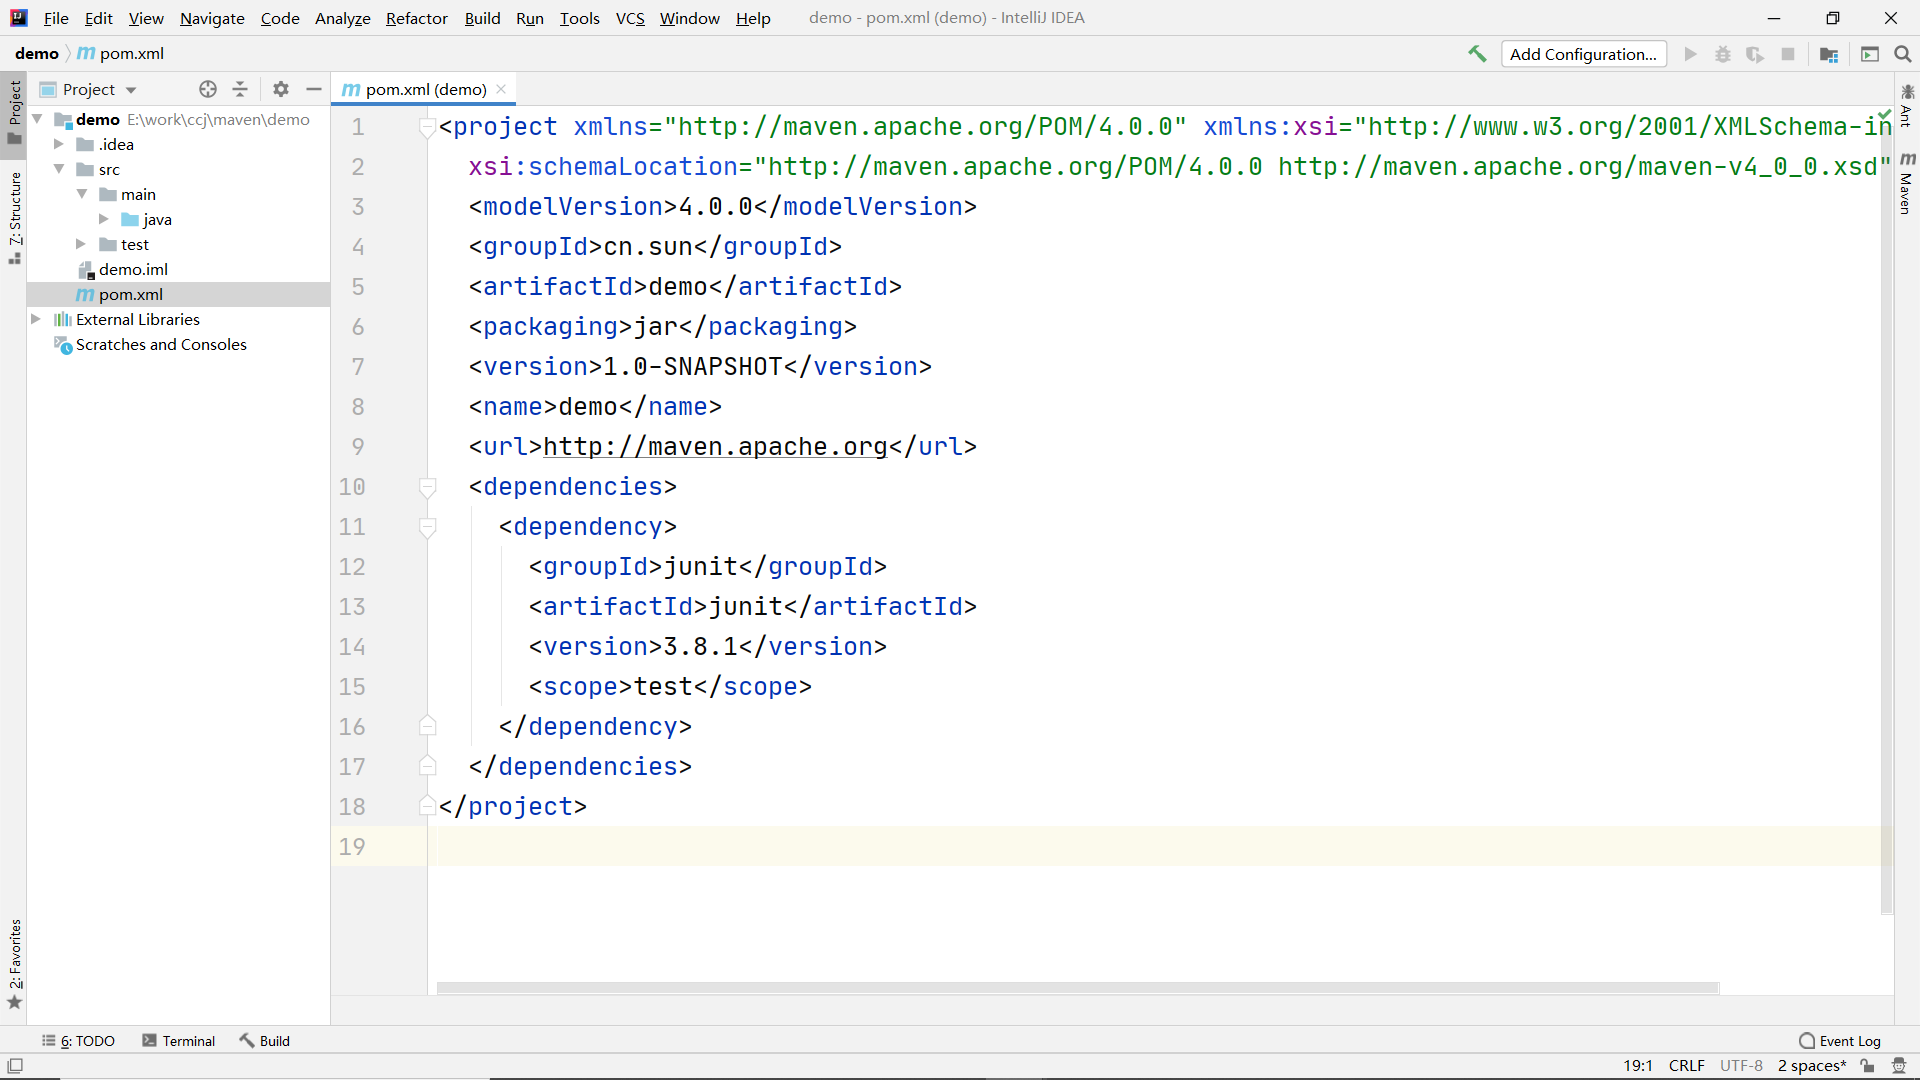 File Edit View Navigate Code Analyze Refactor Build Run Tools VCS Window Help demo - pom.xml (demo) - IntelliJ IDEA
demo m pom.xml Add Configuration...
Project pom.xml (demo)
demo E:\work\ccj\maven\demo
.idea
src
main
java
test
demo.iml
pom.xml
External Libraries
Scratches and Consoles
Project
7: Structure
2: Favorites
1 <project xmlns="http://maven.apache.org/POM/4.0.0" xmlns:xsi="http://www.w3.org/2001/XMLSchema-in
2 xsi:schemaLocation="http://maven.apache.org/POM/4.0.0 http://maven.apache.org/maven-v4_0_0.xsd"
3 <modelVersion>4.0.0</modelVersion>
4 <groupId>cn.sun</groupId>
5 <artifactId>demo</artifactId>
6 <packaging>jar</packaging>
7 <version>1.0-SNAPSHOT</version>
8 <name>demo</name>
9 <url>http://maven.apache.org</url>
10 <dependencies>
11 <dependency>
12 <groupId>junit</groupId>
13 <artifactId>junit</artifactId>
14 <version>3.8.1</version>
15 <scope>test</scope>
16 </dependency>
17 </dependencies>
18 </project>
19
Ant
m Maven
6: TODO Terminal Build Event Log
19:1 CRLF UTF-8 2 spaces*